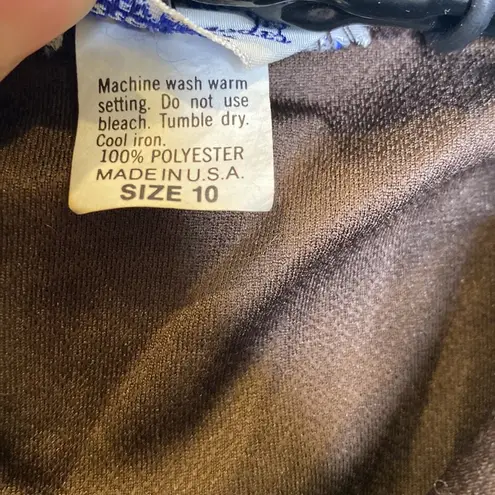 Machine wash warm
setting. Do not use
bleach. Tumble dry.
Cool iron.
100% POLYESTER
MADE IN U.S.A.
SIZE 10